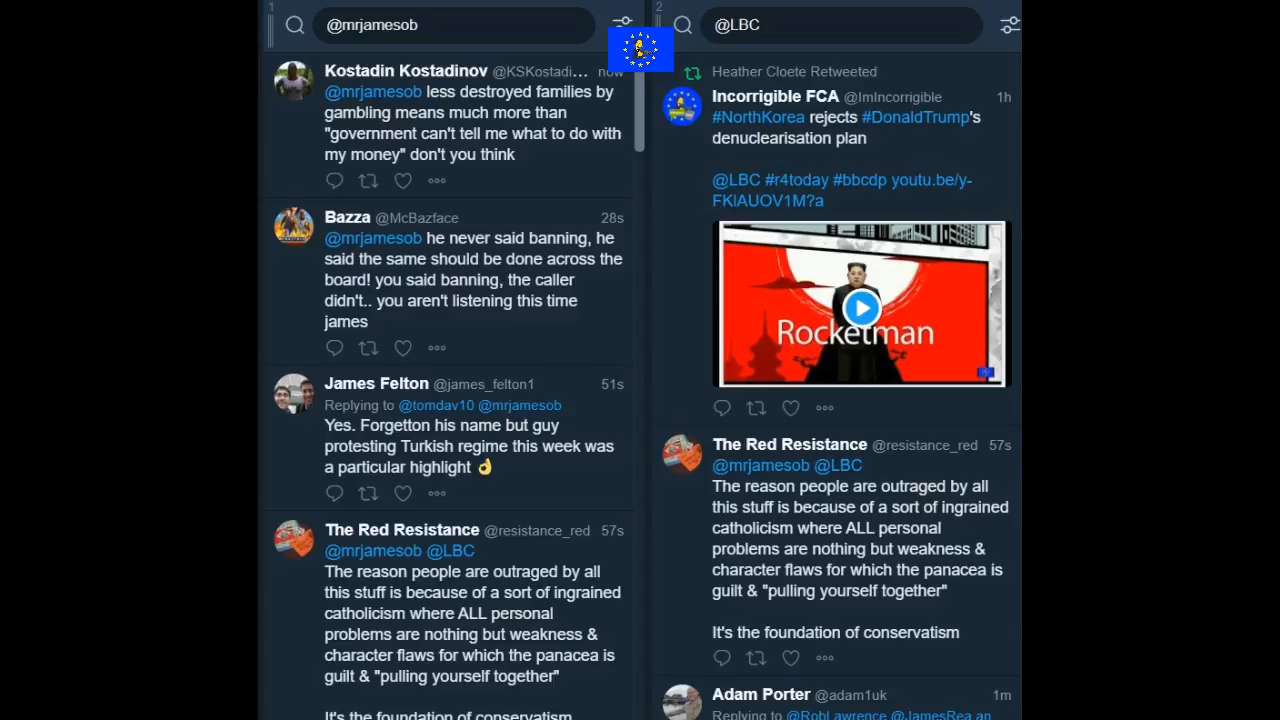 1
@mrjamesob
Kostadin Kostadinov @KSKostadi... now
@mrjamesob less destroyed families by
gambling means much more than
"government can't tell me what to do with
my money" don't you think
Bazza @McBazface 28s
@mrjamesob he never said banning, he
said the same should be done across the
board! you said banning, the caller
didn't.. you aren't listening this time
james
James Felton @james_felton1 51s
Replying to @tomdav10 @mrjamesob
Yes. Forgetton his name but guy
protesting Turkish regime this week was
a particular highlight 👌
The Red Resistance @resistance_red 57s
@mrjamesob @LBC
The reason people are outraged by all
this stuff is because of a sort of ingrained
catholicism where ALL personal
problems are nothing but weakness &
character flaws for which the panacea is
guilt & "pulling yourself together"
It's the foundation of conservatism
2
@LBC
Heather Cloete Retweeted
Incorrigible FCA @ImIncorrigible 1h
#NorthKorea rejects #DonaldTrump's
denuclearisation plan
@LBC #r4today #bbcdp youtu.be/y-
FKiAUOV1M?a
Rocketman
The Red Resistance @resistance_red 57s
@mrjamesob @LBC
The reason people are outraged by all
this stuff is because of a sort of ingrained
catholicism where ALL personal
problems are nothing but weakness &
character flaws for which the panacea is
guilt & "pulling yourself together"
It's the foundation of conservatism
Adam Porter @adam1uk 1m
Replying to @RobLawrence @JamesRea an